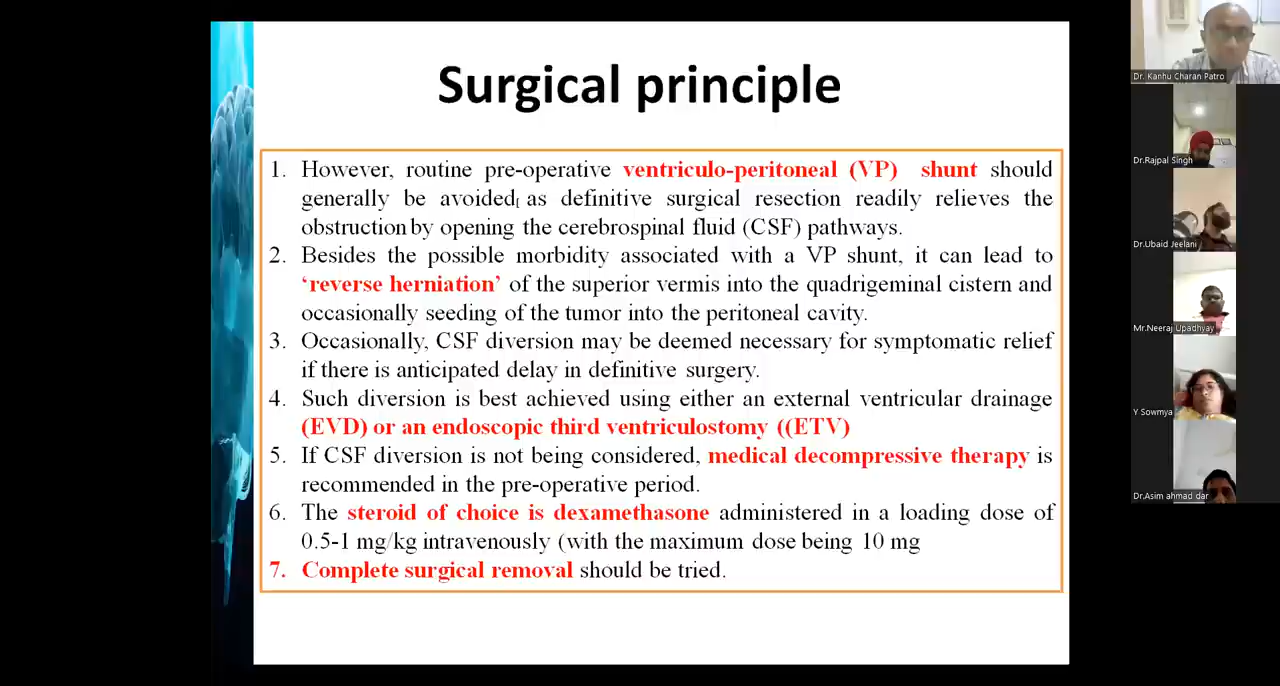 Surgical principle
1. However, routine pre-operative ventriculo-peritoneal (VP) shunt should
generally be avoided, as definitive surgical resection readily relieves the
obstruction by opening the cerebrospinal fluid (CSF) pathways.
2. Besides the possible morbidity associated with a VP shunt, it can lead to
‘reverse herniation’ of the superior vermis into the quadrigeminal cistern and
occasionally seeding of the tumor into the peritoneal cavity.
3. Occasionally, CSF diversion may be deemed necessary for symptomatic relief
if there is anticipated delay in definitive surgery.
4. Such diversion is best achieved using either an external ventricular drainage
(EVD) or an endoscopic third ventriculostomy ((ETV)
5. If CSF diversion is not being considered, medical decompressive therapy is
recommended in the pre-operative period.
6. The steroid of choice is dexamethasone administered in a loading dose of
0.5-1 mg/kg intravenously (with the maximum dose being 10 mg
7. Complete surgical removal should be tried.
Dr. Kanhu Charan Patro
Dr.Rajpal Singh
Dr.Ubaid Jeelani
Mr.Neeraj Upadhyay
Y Sowmya
Dr.Asim ahmad dar